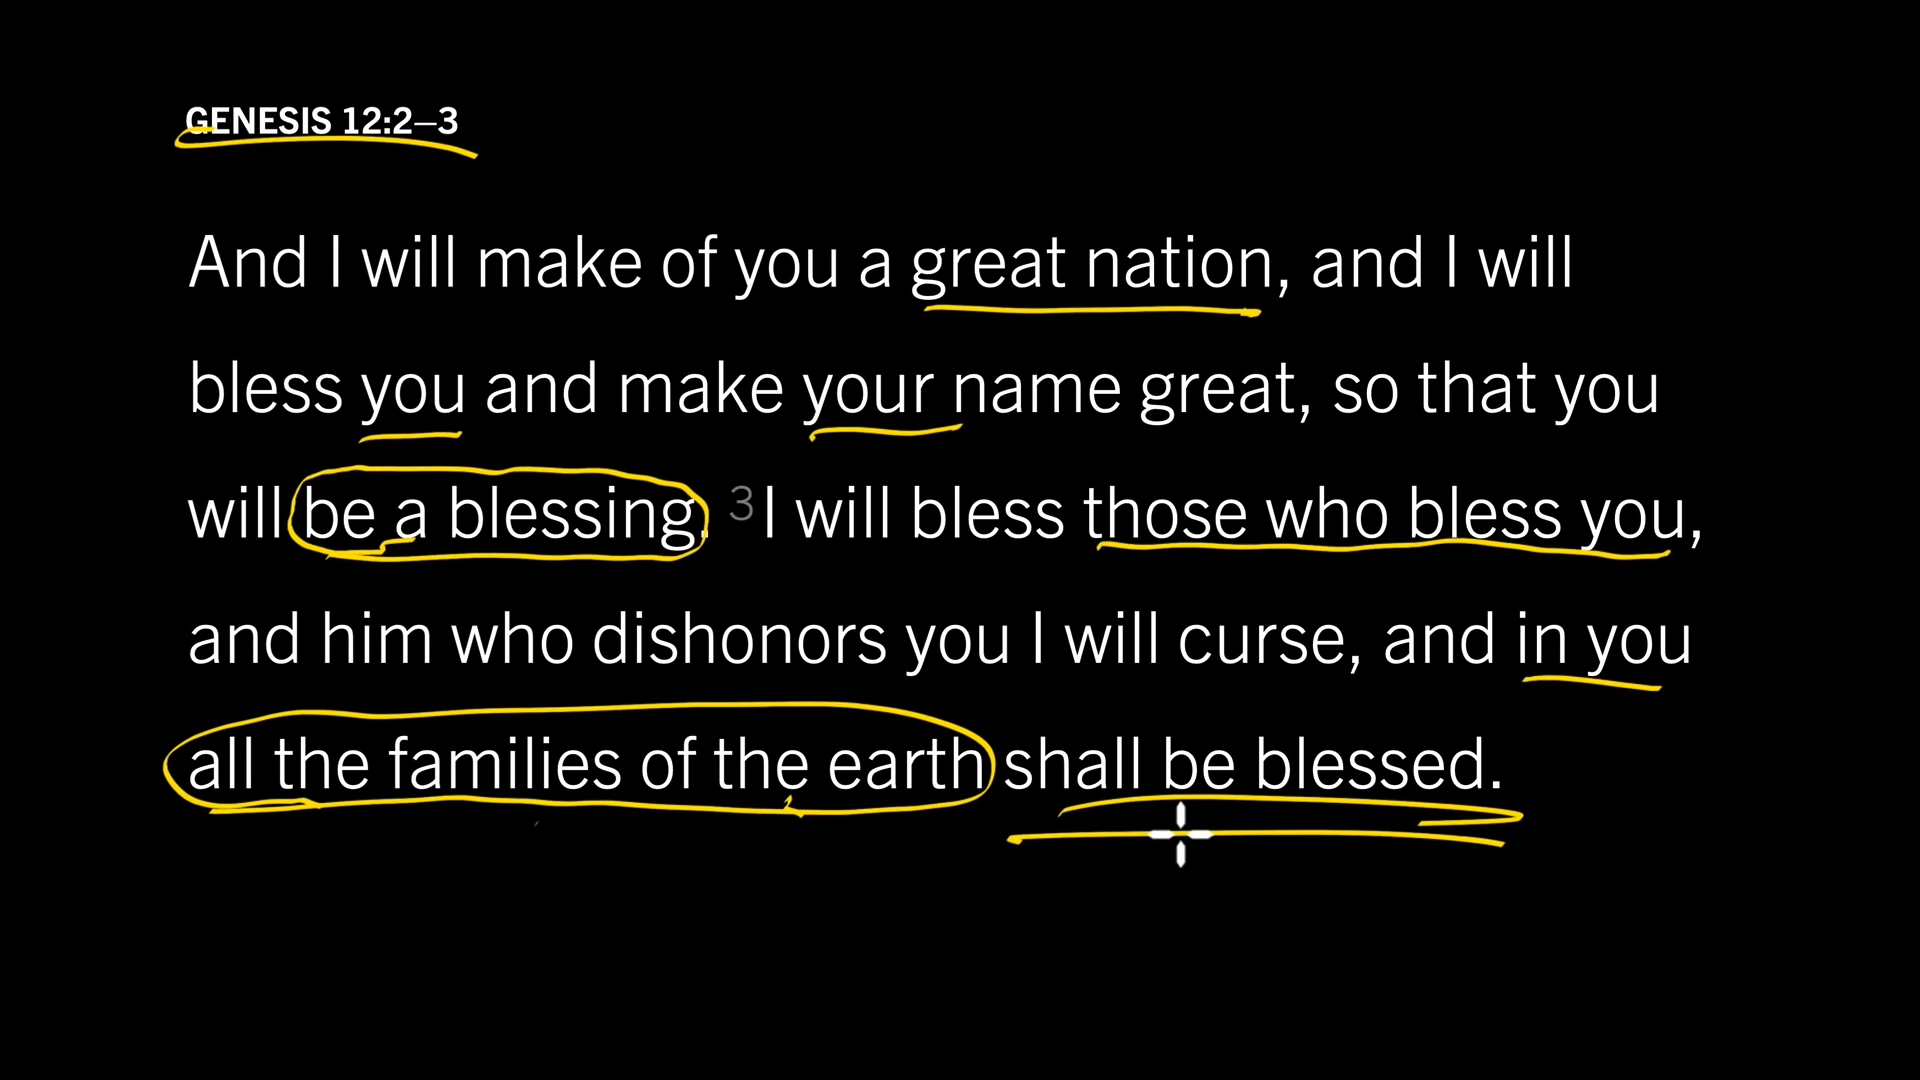 GENESIS 12:2–3
And I will make of you a great nation, and I will
bless you and make your name great, so that you
will be a blessing. 3 I will bless those who bless you,
and him who dishonors you I will curse, and in you
all the families of the earth shall be blessed.